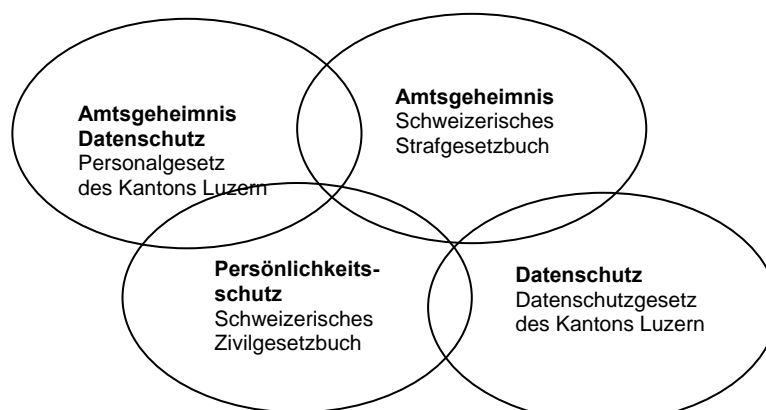 Amtsgeheimnis
Datenschutz
Personalgesetz
des Kantons Luzern
Amtsgeheimnis
Schweizerisches
Strafgesetzbuch
Persönlichkeits-
schutz
Schweizerisches
Zivilgesetzbuch
Datenschutz
Datenschutzgesetz
des Kantons Luzern